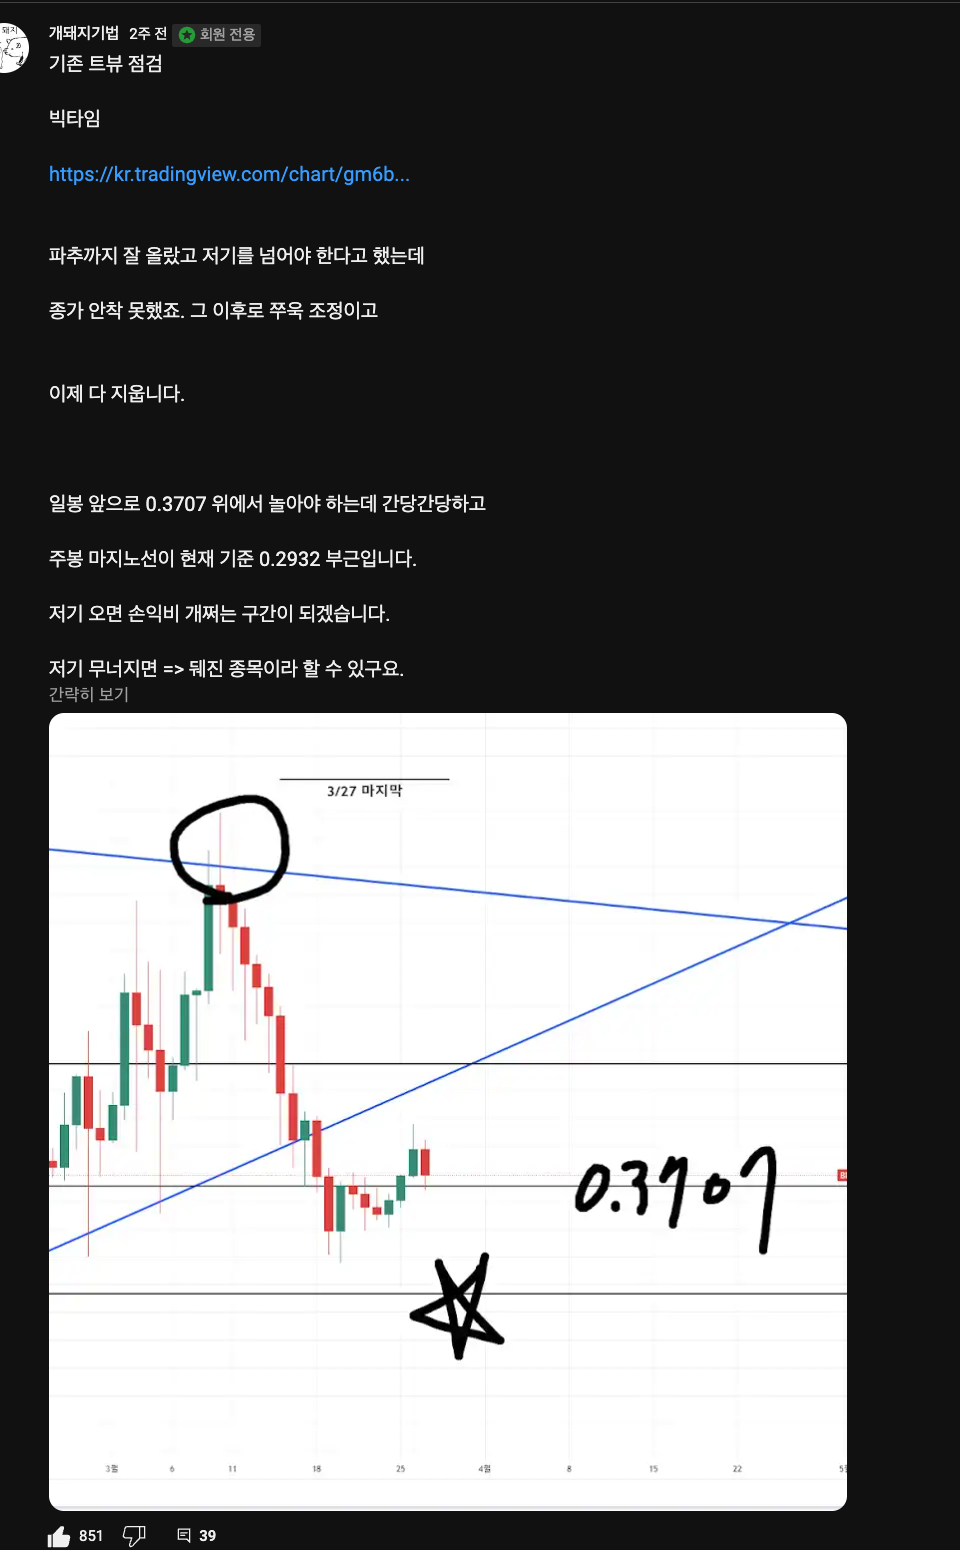 돼지
개돼지기법 2주 전 회원 전용
기존 트뷰 점검
빅타임
https://kr.tradingview.com/chart/gm6b...
파추까지 잘 올랐고 저기를 넘어야 한다고 했는데
종가 안착 못했죠. 그 이후로 쭈욱 조정이고
이제 다 지웁니다.
일봉 앞으로 0.3707 위에서 놀아야 하는데 간당간당하고
주봉 마지노선이 현재 기준 0.2932 부근입니다.
저기 오면 손익비 개쩌는 구간이 되겠습니다.
저기 무너지면 => 뒈진 종목이라 할 수 있구요.
간략히 보기
3/27 마지막
0.3707
3월 6 11 18 25 4월 8 15 22
851 39